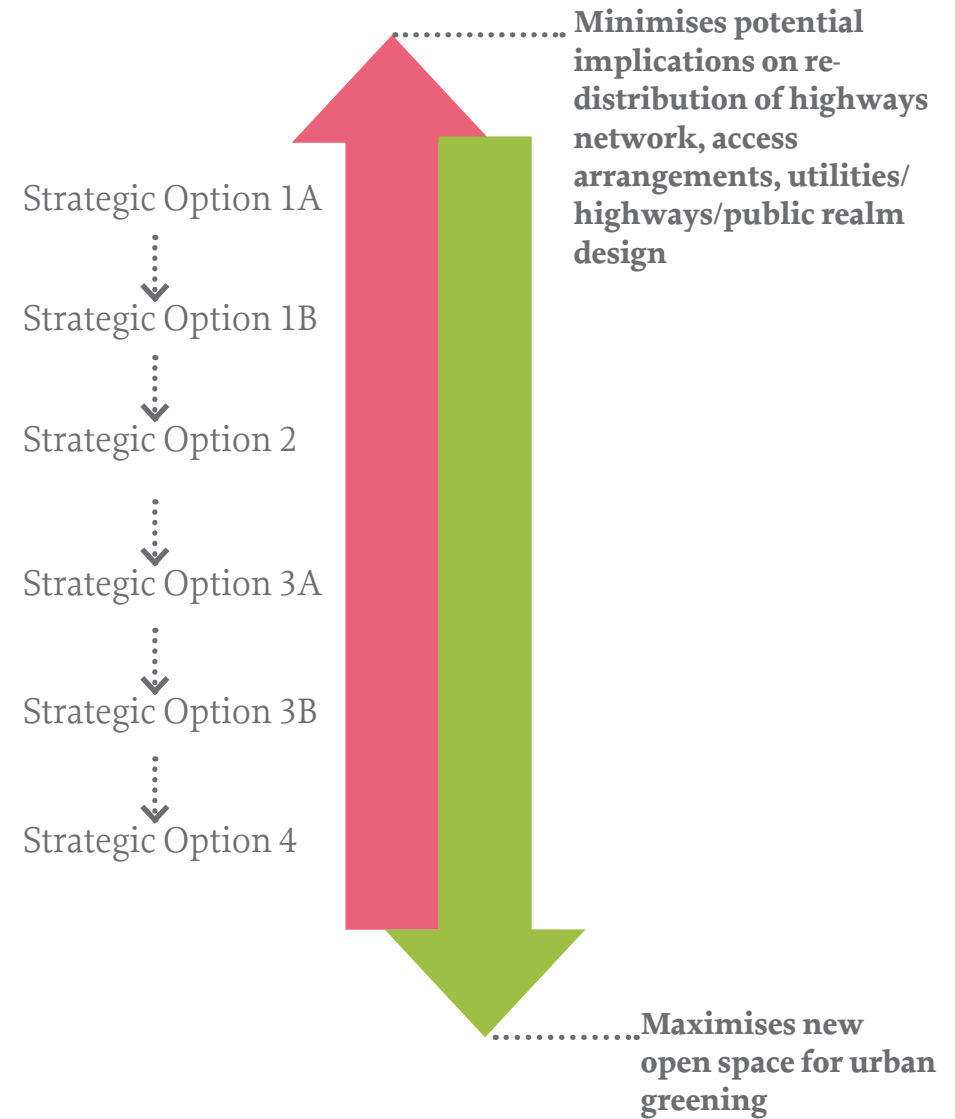 Minimises potential
implications on re-
distribution of highways
network, access
arrangements, utilities/
highways/public realm
design
Strategic Option 1A
Strategic Option 1B
Strategic Option 2
Strategic Option 3A
Strategic Option 3B
Strategic Option 4
Maximises new
open space for urban
greening